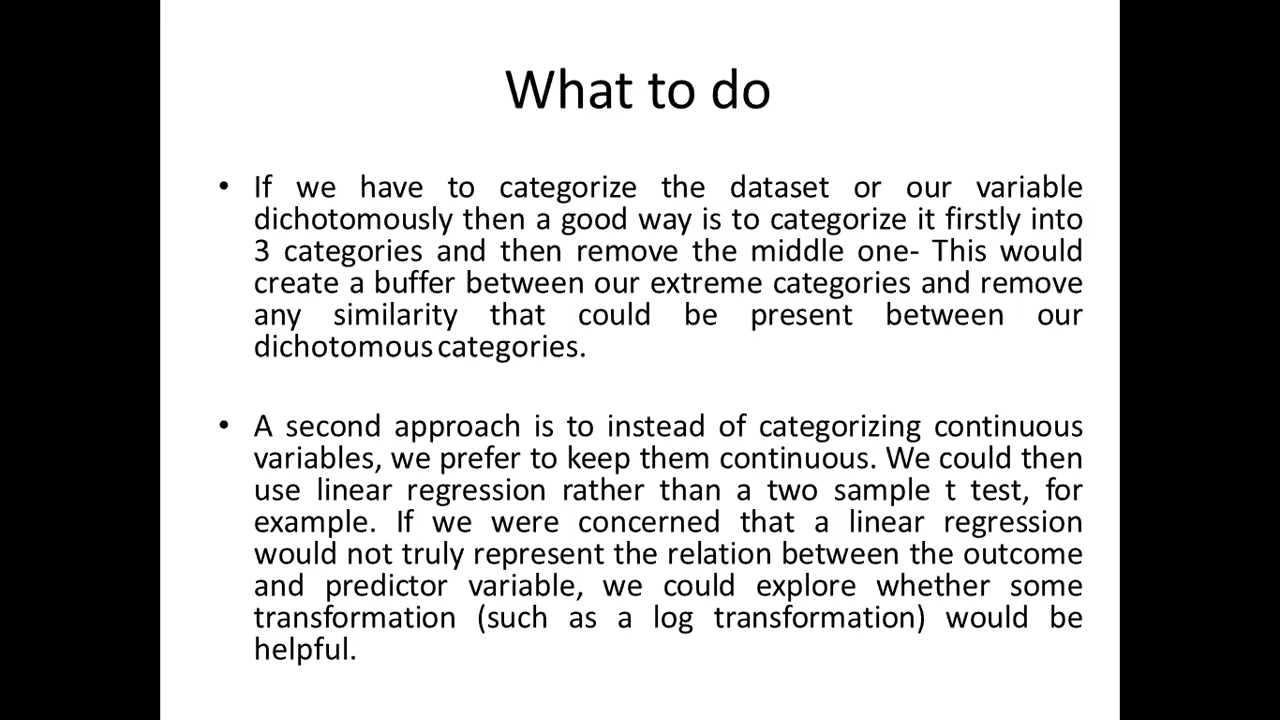 What to do
• If we have to categorize the dataset or our variable
dichotomously then a good way is to categorize it firstly into
3 categories and then remove the middle one- This would
create a buffer between our extreme categories and remove
any similarity that could be present between our
dichotomous categories.
• A second approach is to instead of categorizing continuous
variables, we prefer to keep them continuous. We could then
use linear regression rather than a two sample t test, for
example. If we were concerned that a linear regression
would not truly represent the relation between the outcome
and predictor variable, we could explore whether some
transformation (such as a log transformation) would be
helpful.